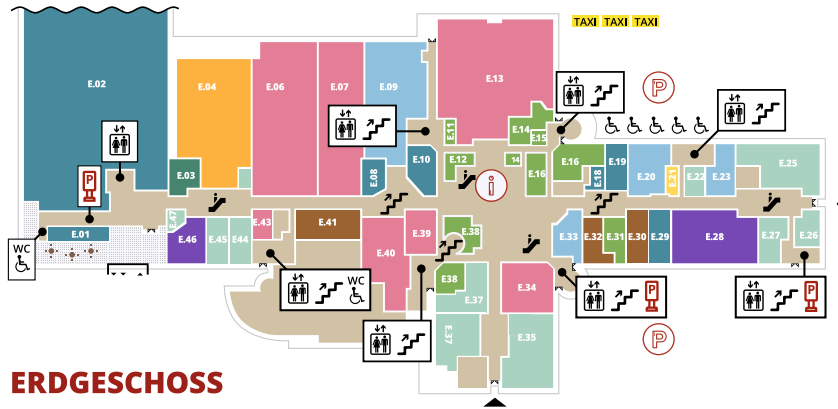 TAXI TAXI TAXI
E.02
E.04
E.06
E.07
E.09
E.13
E.11
E.14
E.15
E.12
14
E.16
E.16
E.18
E.19
E.20
E.21
E.22
E.23
E.25
E.03
E.08
E.10
P
P
i
E.01
E.47
E.46
E.45
E.44
E.43
E.41
E.40
E.39
E.38
E.38
E.37
E.37
E.34
E.35
E.33
E.32
E.31
E.30
E.29
E.28
E.27
E.26
WC
WC
P
P
P
ERDGESCHOSS